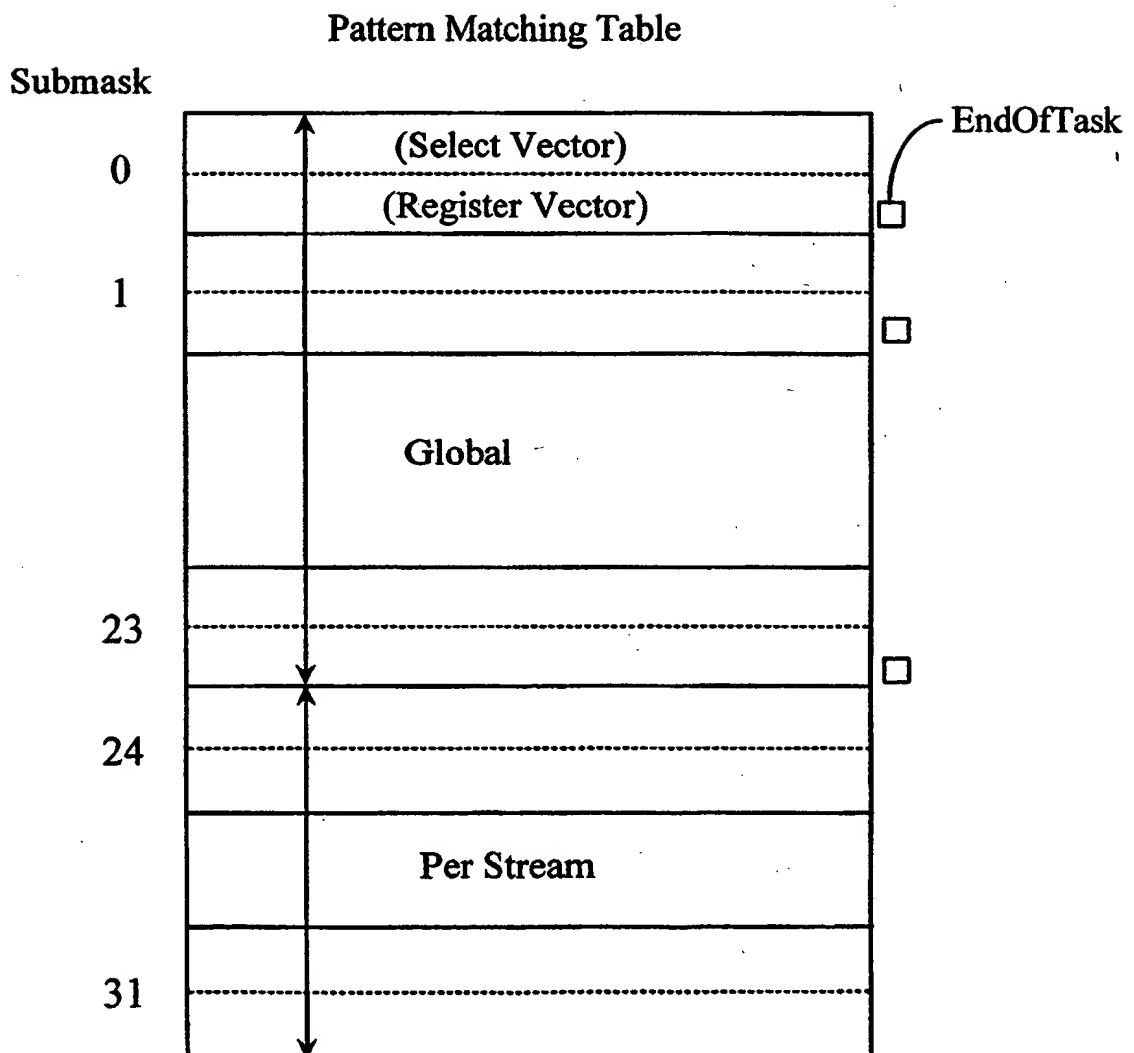 Pattern Matching Table
Submask
EndOfTask
(Select Vector)
0
(Register Vector)
1
Global
23
24
Per Stream
31